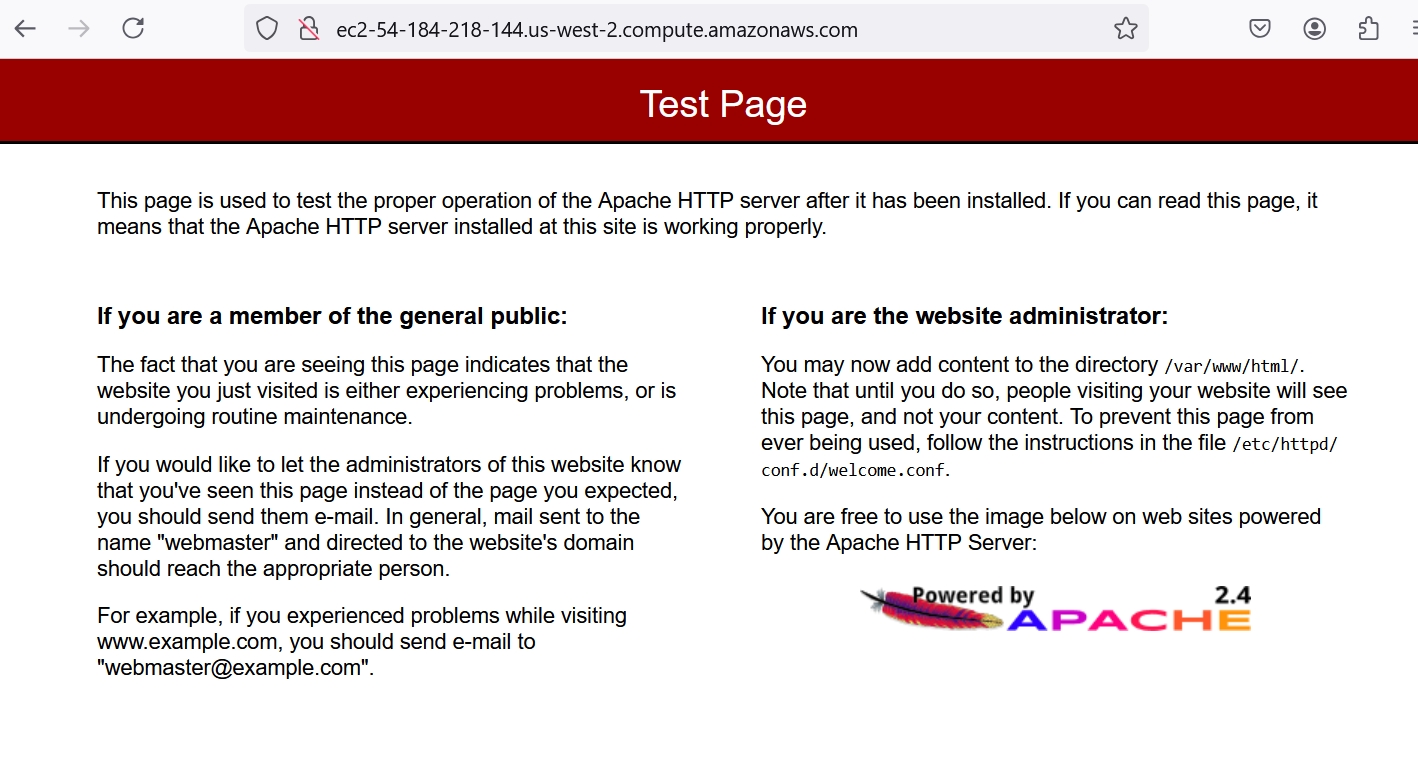 ec2-54-184-218-144.us-west-2.compute.amazonaws.com
Test Page
This page is used to test the proper operation of the Apache HTTP server after it has been installed. If you can read this page, it
means that the Apache HTTP server installed at this site is working properly.
If you are a member of the general public:
The fact that you are seeing this page indicates that the
website you just visited is either experiencing problems, or is
undergoing routine maintenance.
If you would like to let the administrators of this website know
that you've seen this page instead of the page you expected,
you should send them e-mail. In general, mail sent to the
name "webmaster" and directed to the website's domain
should reach the appropriate person.
For example, if you experienced problems while visiting
www.example.com, you should send e-mail to
"webmaster@example.com".
If you are the website administrator:
You may now add content to the directory /var/www/html/.
Note that until you do so, people visiting your website will see
this page, and not your content. To prevent this page from
ever being used, follow the instructions in the file /etc/httpd/
conf.d/welcome.conf.
You are free to use the image below on web sites powered
by the Apache HTTP Server:
Powered by 2.4
APACHE